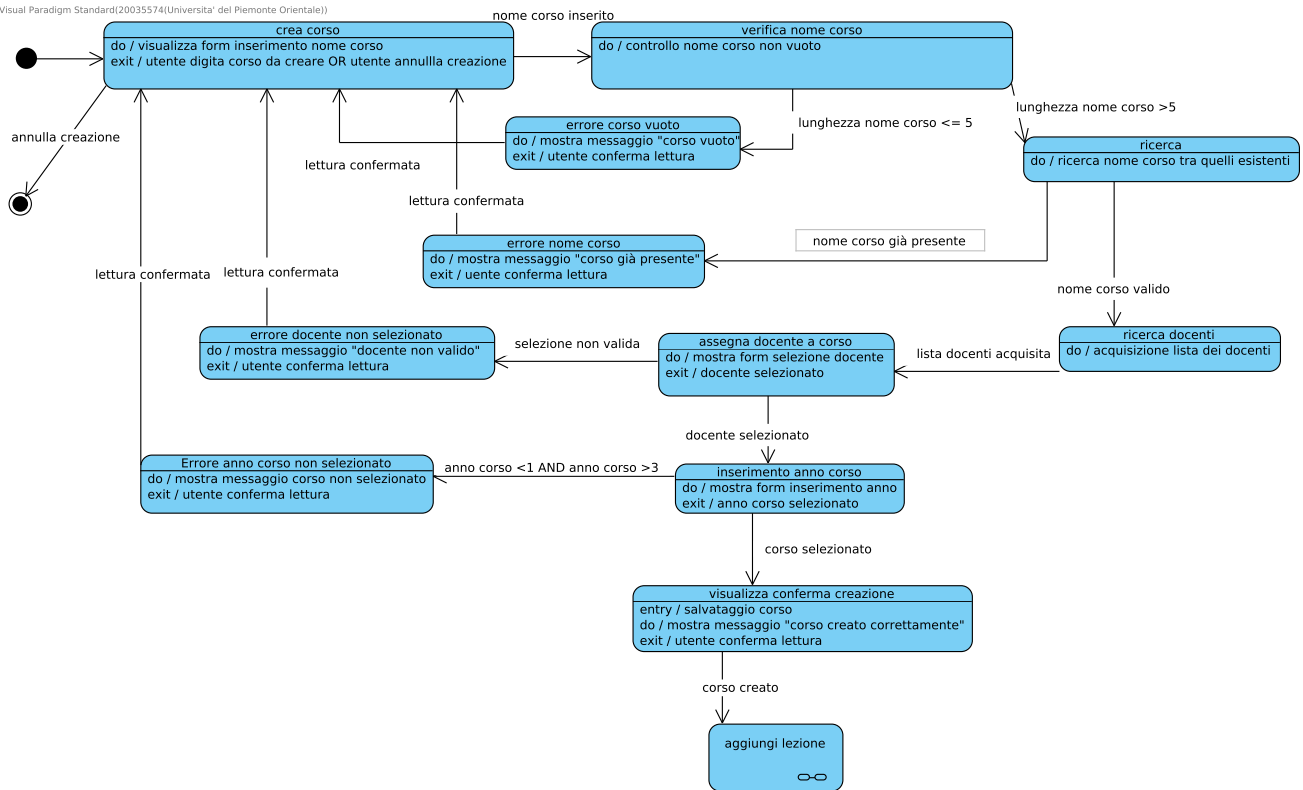 Visual Paradigm Standard(20035574(Universita' del Piemonte Orientale))
nome corso inserito
crea corso
do / visualizza form inserimento nome corso
exit / utente digita corso da creare OR utente annullla creazione
verifica nome corso
do / controllo nome corso non vuoto
annulla creazione
lunghezza nome corso >5
lunghezza nome corso <= 5
errore corso vuoto
do / mostra messaggio "corso vuoto"
exit / utente conferma lettura
ricerca
do / ricerca nome corso tra quelli esistenti
lettura confermata
lettura confermata
errore nome corso
do / mostra messaggio "corso già presente"
exit / uente conferma lettura
nome corso già presente
lettura confermata
lettura confermata
nome corso valido
errore docente non selezionato
do / mostra messaggio "docente non valido"
exit / utente conferma lettura
selezione non valida
assegna docente a corso
do / mostra form selezione docente
exit / docente selezionato
lista docenti acquisita
ricerca docenti
do / acquisizione lista dei docenti
docente selezionato
Errore anno corso non selezionato
do / mostra messaggio corso non selezionato
exit / utente conferma lettura
anno corso <1 AND anno corso >3
inserimento anno corso
do / mostra form inserimento anno
exit / anno corso selezionato
corso selezionato
visualizza conferma creazione
entry / salvataggio corso
do / mostra messaggio "corso creato correttamente"
exit / utente conferma lettura
corso creato
aggiungi lezione